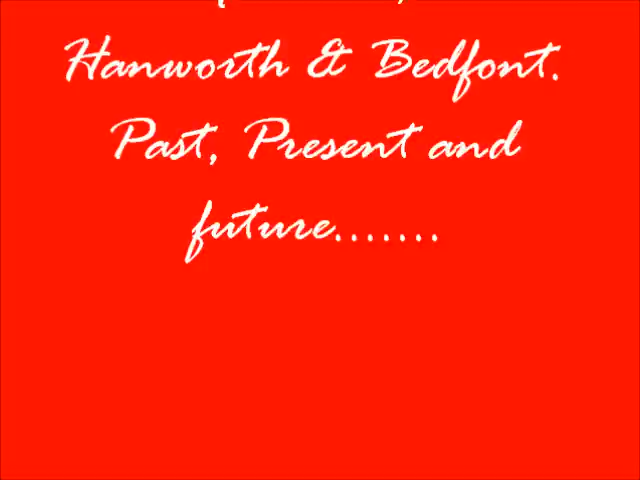 Hanworth & Bedfont.
Past, Present and
future.......